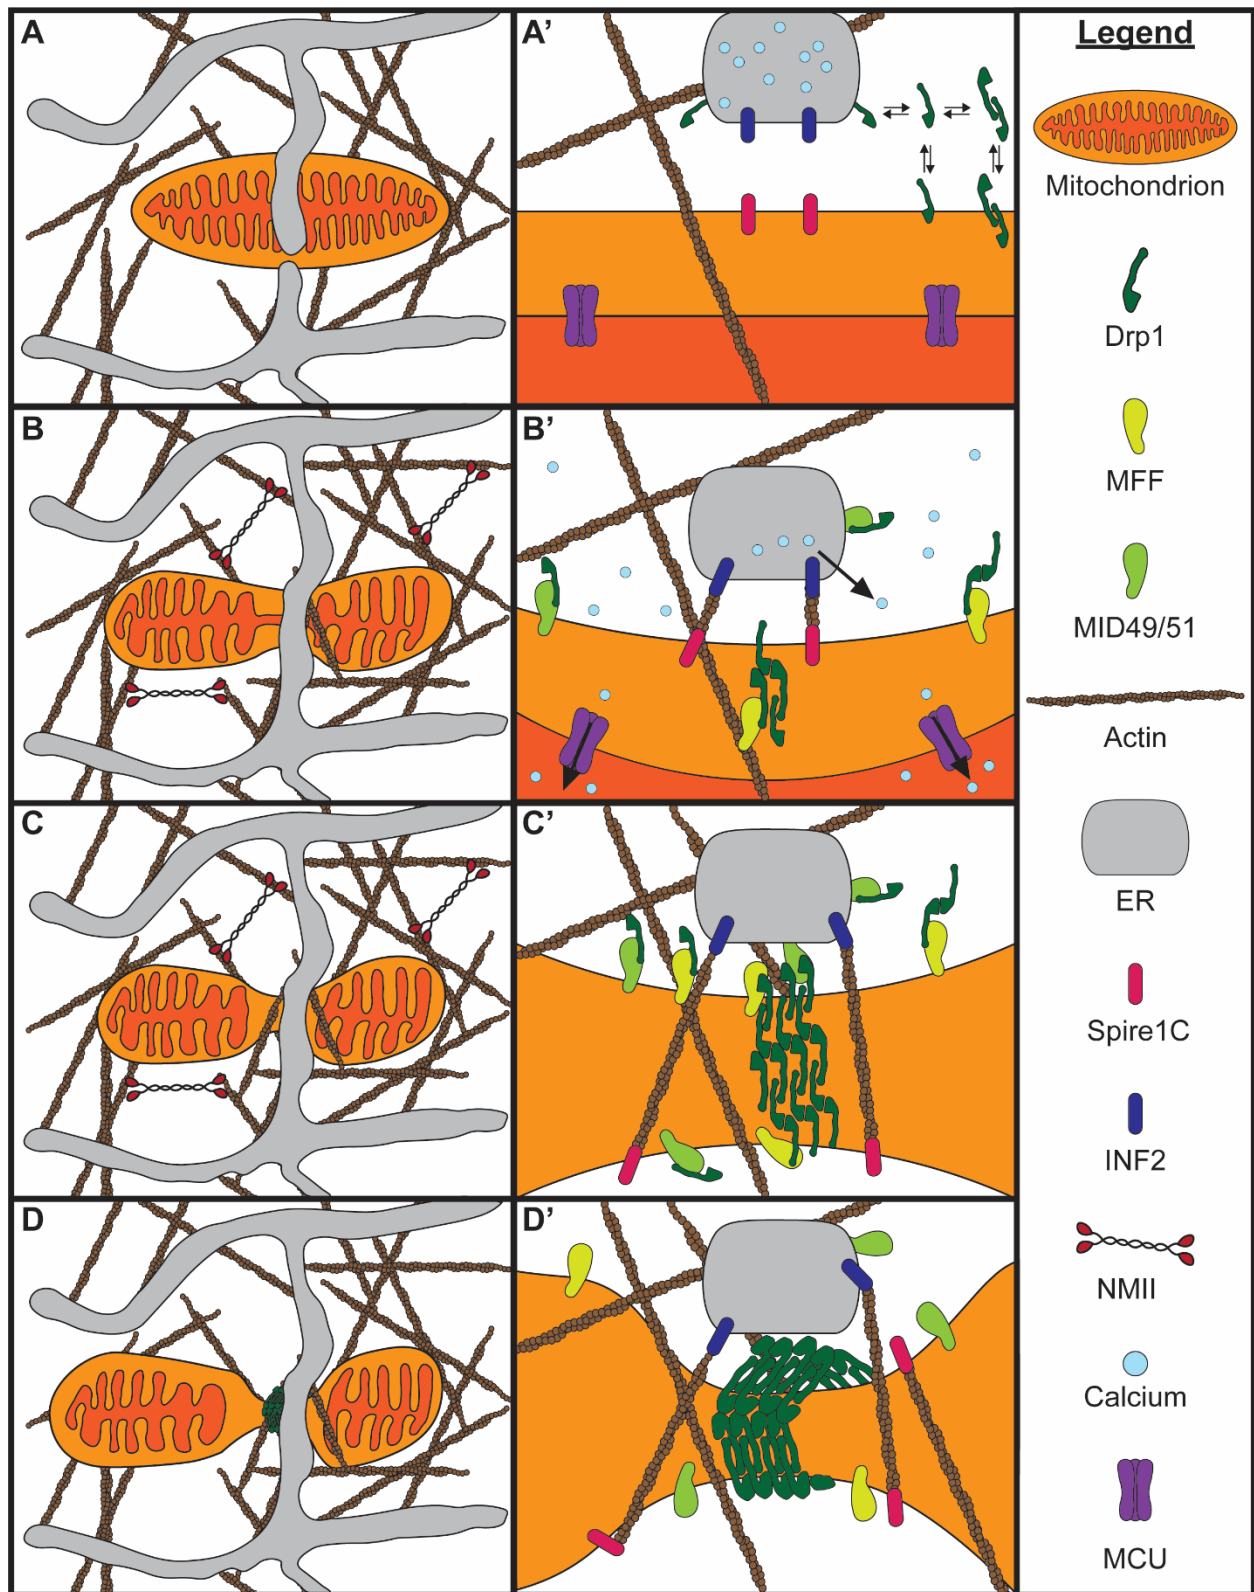 A
A'
B
B'
C
C'
D
D'
Legend
Mitochondrion
Drp1
MFF
MID49/51
Actin
ER
Spire1C
INF2
NMII
Calcium
MCU